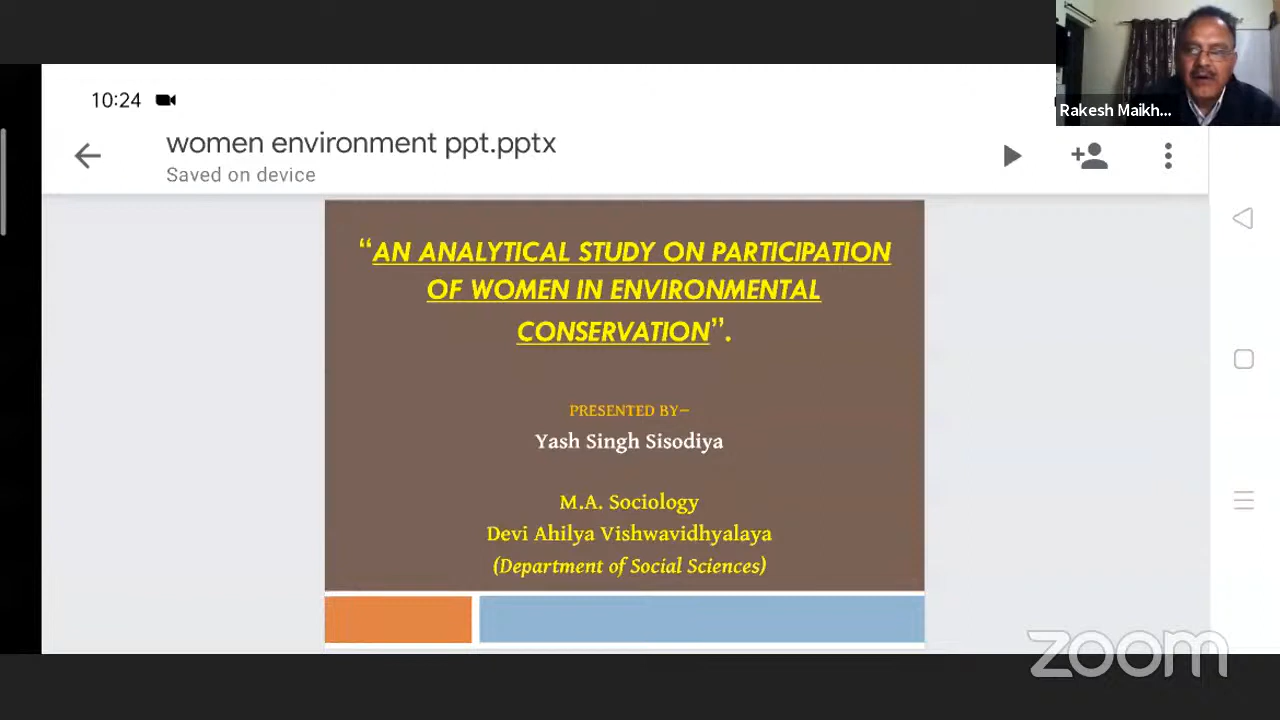 10:24
women environment ppt.pptx
Saved on device
Rakesh Maikh...
“AN ANALYTICAL STUDY ON PARTICIPATION
OF WOMEN IN ENVIRONMENTAL
CONSERVATION”.
PRESENTED BY–
Yash Singh Sisodiya
M.A. Sociology
Devi Ahilya Vishwavidhyalaya
(Department of Social Sciences)
zoom